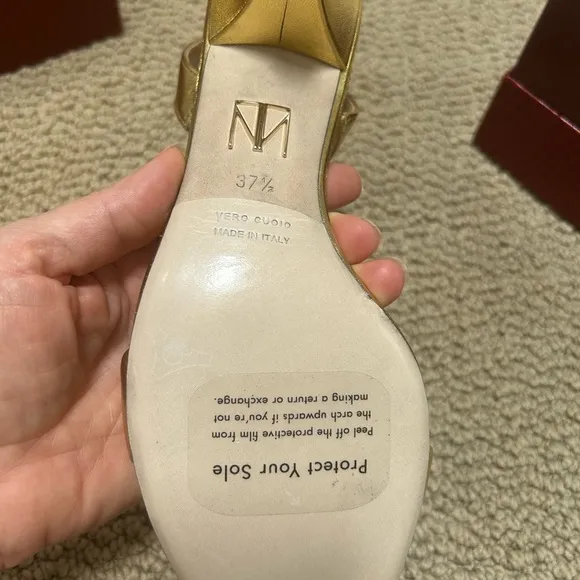 TM
37½
VERO CUOIO
MADE IN ITALY
Protect Your Sole
Peel off the protective film from
the arch upwards if you're not
making a return or exchange.